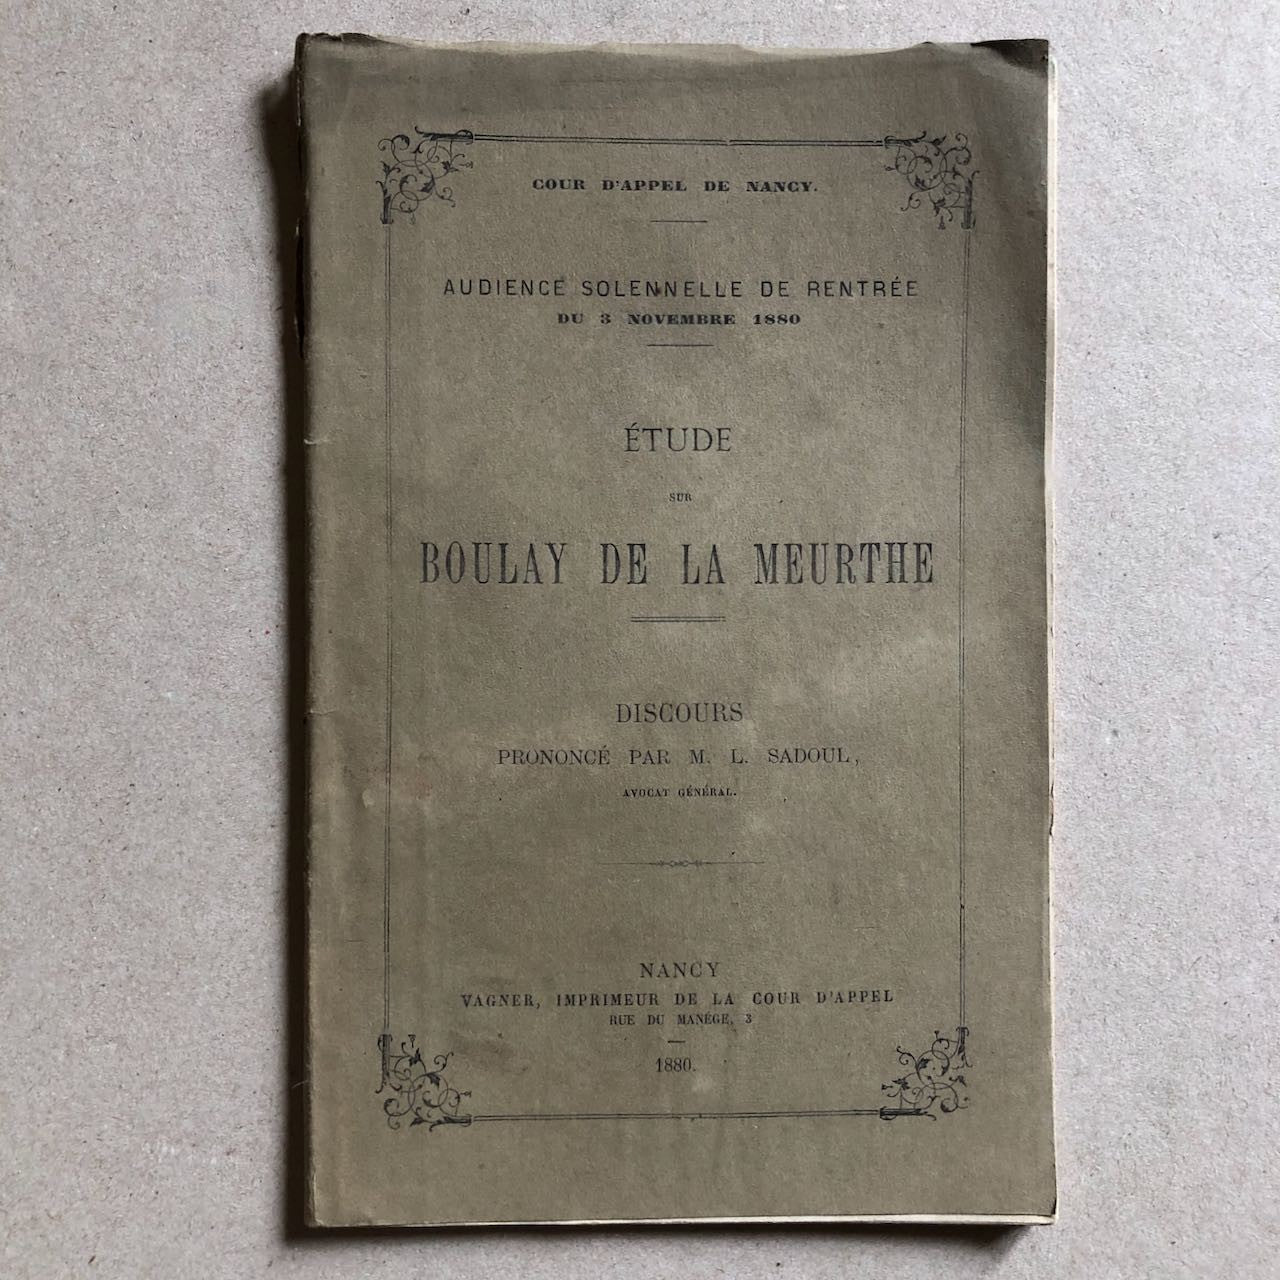 COUR D'APPEL DE NANCY.
AUDIENCE SOLENNELLE DE RENTRÉE
DU 3 NOVEMBRE 1880
ÉTUDE
SUR
BOULAY DE LA MEURTHE
DISCOURS
PRONONCÉ PAR M. L. SADOUL,
AVOCAT GÉNÉRAL.
NANCY
VAGNER, IMPRIMEUR DE LA COUR D'APPEL
RUE DU MANÉGE, 3
1880.